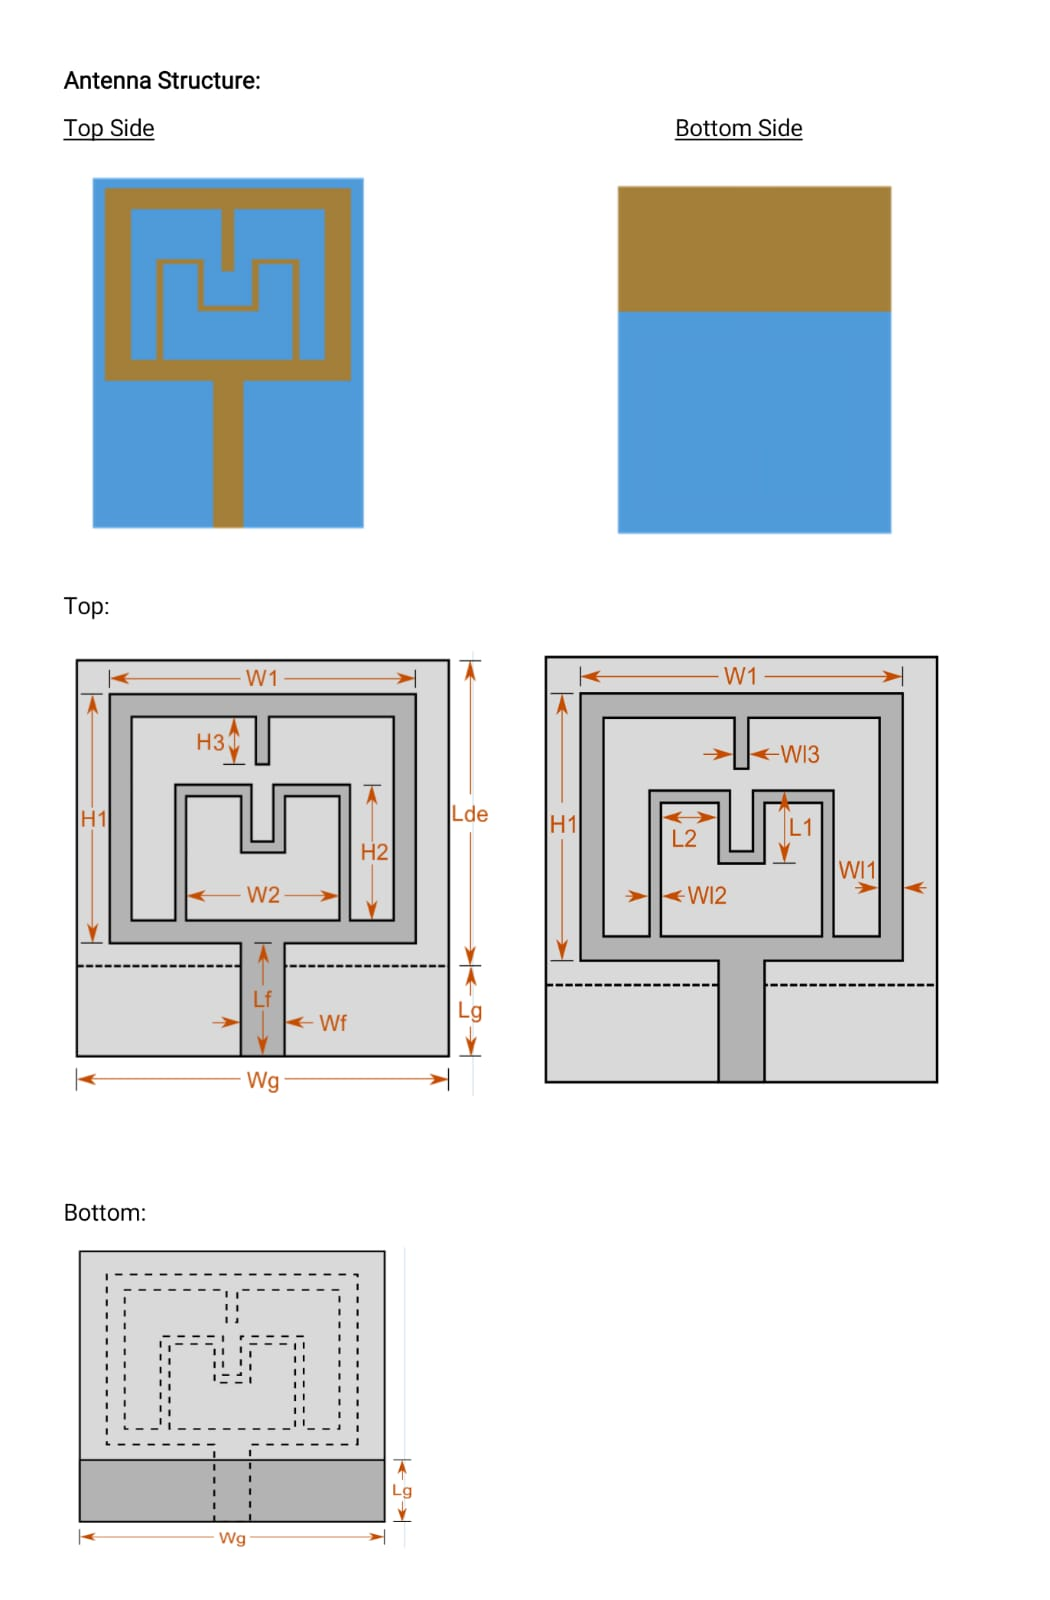 Antenna Structure:
Top Side
Bottom Side
Top:
W1
H3
H1
H2
W2
Lde
Lf
Wf
Lg
Wg
W1
Wl3
H1
L2
L1
Wl1
Wl2
Bottom:
Lg
Wg